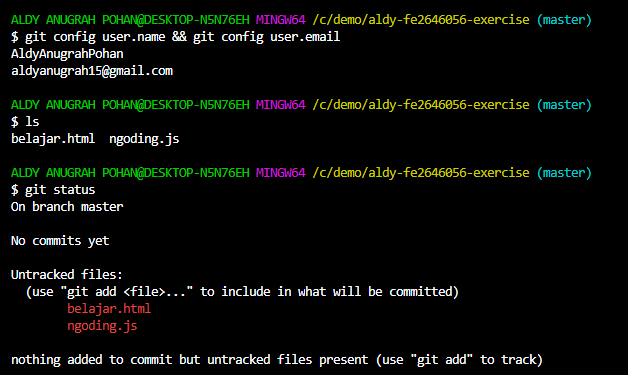 ALDY ANUGRAH POHAN@DESKTOP-N5N76EH MINGW64 /c/demo/aldy-fe2646056-exercise (master)
$ git config user.name && git config user.email
AldyAnugrahPohan
aldyanugrah15@gmail.com
ALDY ANUGRAH POHAN@DESKTOP-N5N76EH MINGW64 /c/demo/aldy-fe2646056-exercise (master)
$ ls
belajar.html  ngoding.js
ALDY ANUGRAH POHAN@DESKTOP-N5N76EH MINGW64 /c/demo/aldy-fe2646056-exercise (master)
$ git status
On branch master
No commits yet
Untracked files:
  (use "git add <file>..." to include in what will be committed)
        belajar.html
        ngoding.js
nothing added to commit but untracked files present (use "git add" to track)